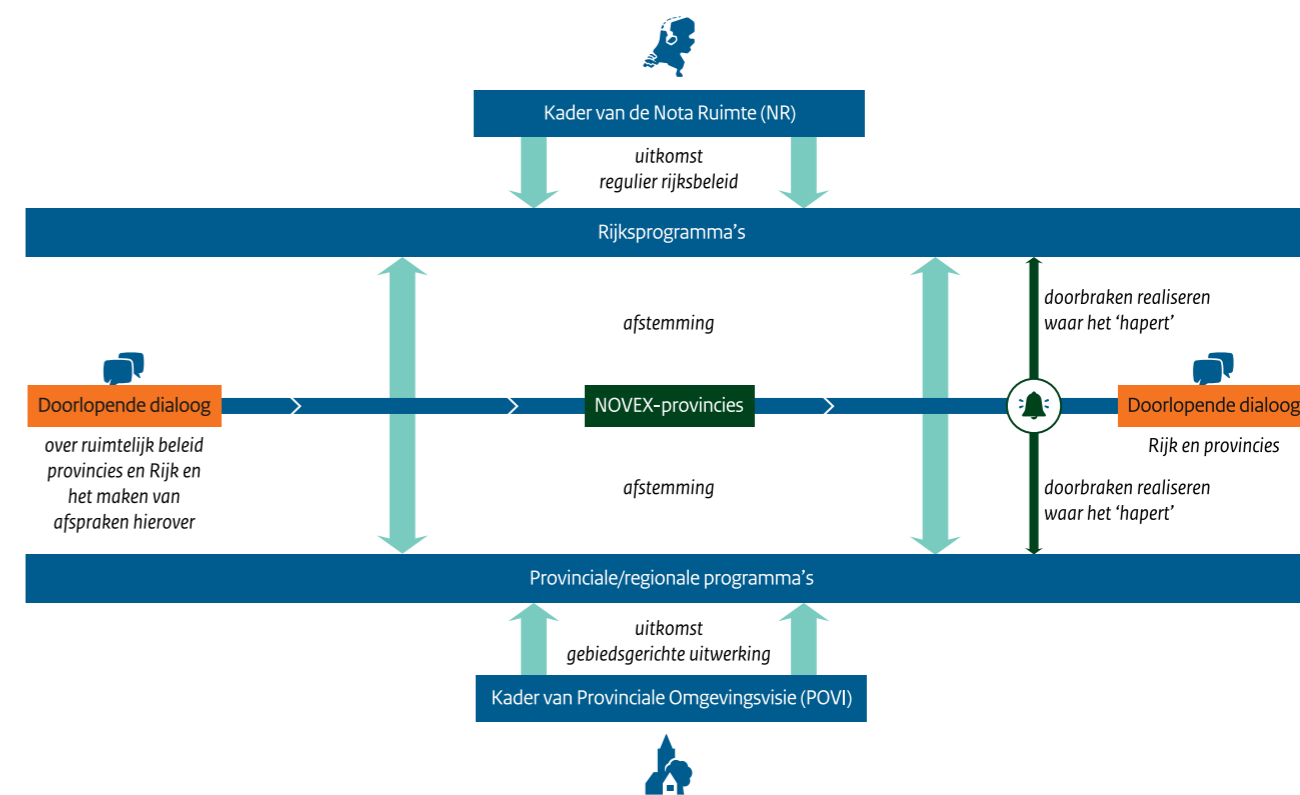 Kader van de Nota Ruimte (NR)
uitkomst
regulier rijksbeleid
Rijksprogramma’s
afstemming
doorbraken realiseren
waar het ‘hapert’
Doorlopende dialoog
over ruimtelijk beleid
provincies en Rijk en
het maken van
afspraken hierover
NOVEX-provincies
Doorlopende dialoog
Rijk en provincies
afstemming
doorbraken realiseren
waar het ‘hapert’
Provinciale/regionale programma’s
uitkomst
gebiedsgerichte uitwerking
Kader van Provinciale Omgevingsvisie (POVI)